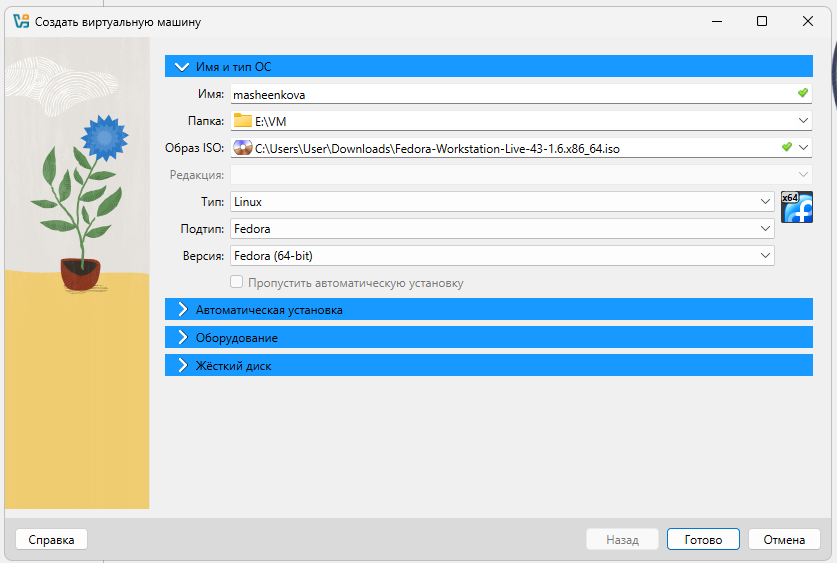 Создать виртуальную машину
Имя и тип ОС
Имя: masheenkova
Папка: E:\VM
Образ ISO: C:\Users\User\Downloads\Fedora-Workstation-Live-43-1.6.x86_64.iso
Редакция:
Тип: Linux
x64
Подтип: Fedora
Версия: Fedora (64-bit)
Пропустить автоматическую установку
Автоматическая установка
Оборудование
Жёсткий диск
Справка Назад Готово Отмена